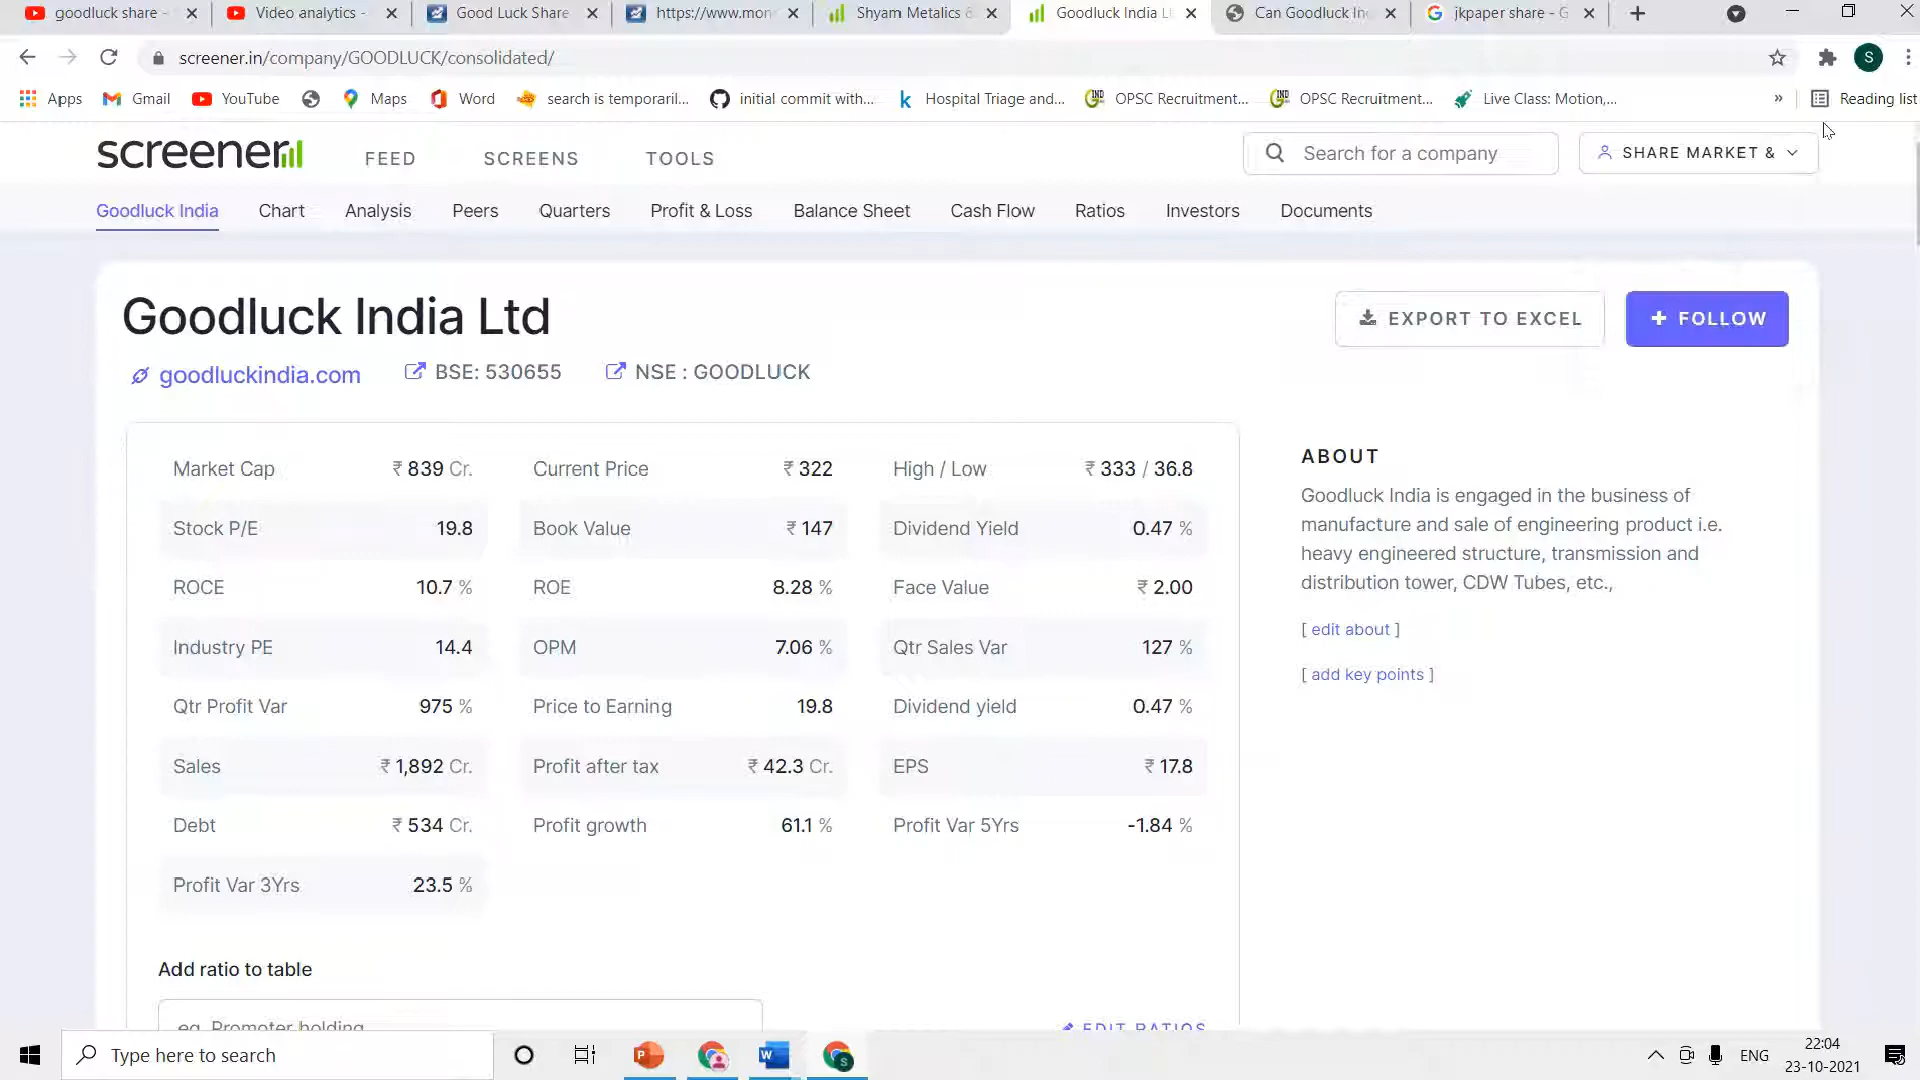 goodluck share -
Video analytics -
Good Luck Share
https://www.mon
Shyam Metalics &
Goodluck India L
Can Goodluck In
jkpaper share - G
screener.in/company/GOODLUCK/consolidated/
S
Apps
Gmail
YouTube
Maps
Word
search is temporaril...
initial commit with...
Hospital Triage and...
OPSC Recruitment...
OPSC Recruitment...
Live Class: Motion,...
»
Reading list
screener
FEED
SCREENS
TOOLS
Search for a company
SHARE MARKET &
Goodluck India
Chart
Analysis
Peers
Quarters
Profit & Loss
Balance Sheet
Cash Flow
Ratios
Investors
Documents
Goodluck India Ltd
EXPORT TO EXCEL
+ FOLLOW
goodluckindia.com
BSE: 530655
NSE : GOODLUCK
Market Cap ₹ 839 Cr. Current Price ₹ 322 High / Low ₹ 333 / 36.8
Stock P/E 19.8 Book Value ₹ 147 Dividend Yield 0.47 %
ROCE 10.7 % ROE 8.28 % Face Value ₹ 2.00
Industry PE 14.4 OPM 7.06 % Qtr Sales Var 127 %
Qtr Profit Var 975 % Price to Earning 19.8 Dividend yield 0.47 %
Sales ₹ 1,892 Cr. Profit after tax ₹ 42.3 Cr. EPS ₹ 17.8
Debt ₹ 534 Cr. Profit growth 61.1 % Profit Var 5Yrs -1.84 %
Profit Var 3Yrs 23.5 %
ABOUT
Goodluck India is engaged in the business of
manufacture and sale of engineering product i.e.
heavy engineered structure, transmission and
distribution tower, CDW Tubes, etc.,
[ edit about ]
[ add key points ]
Add ratio to table
eg. Promoter holding
EDIT RATIOS
Type here to search
ENG
22:04
23-10-2021